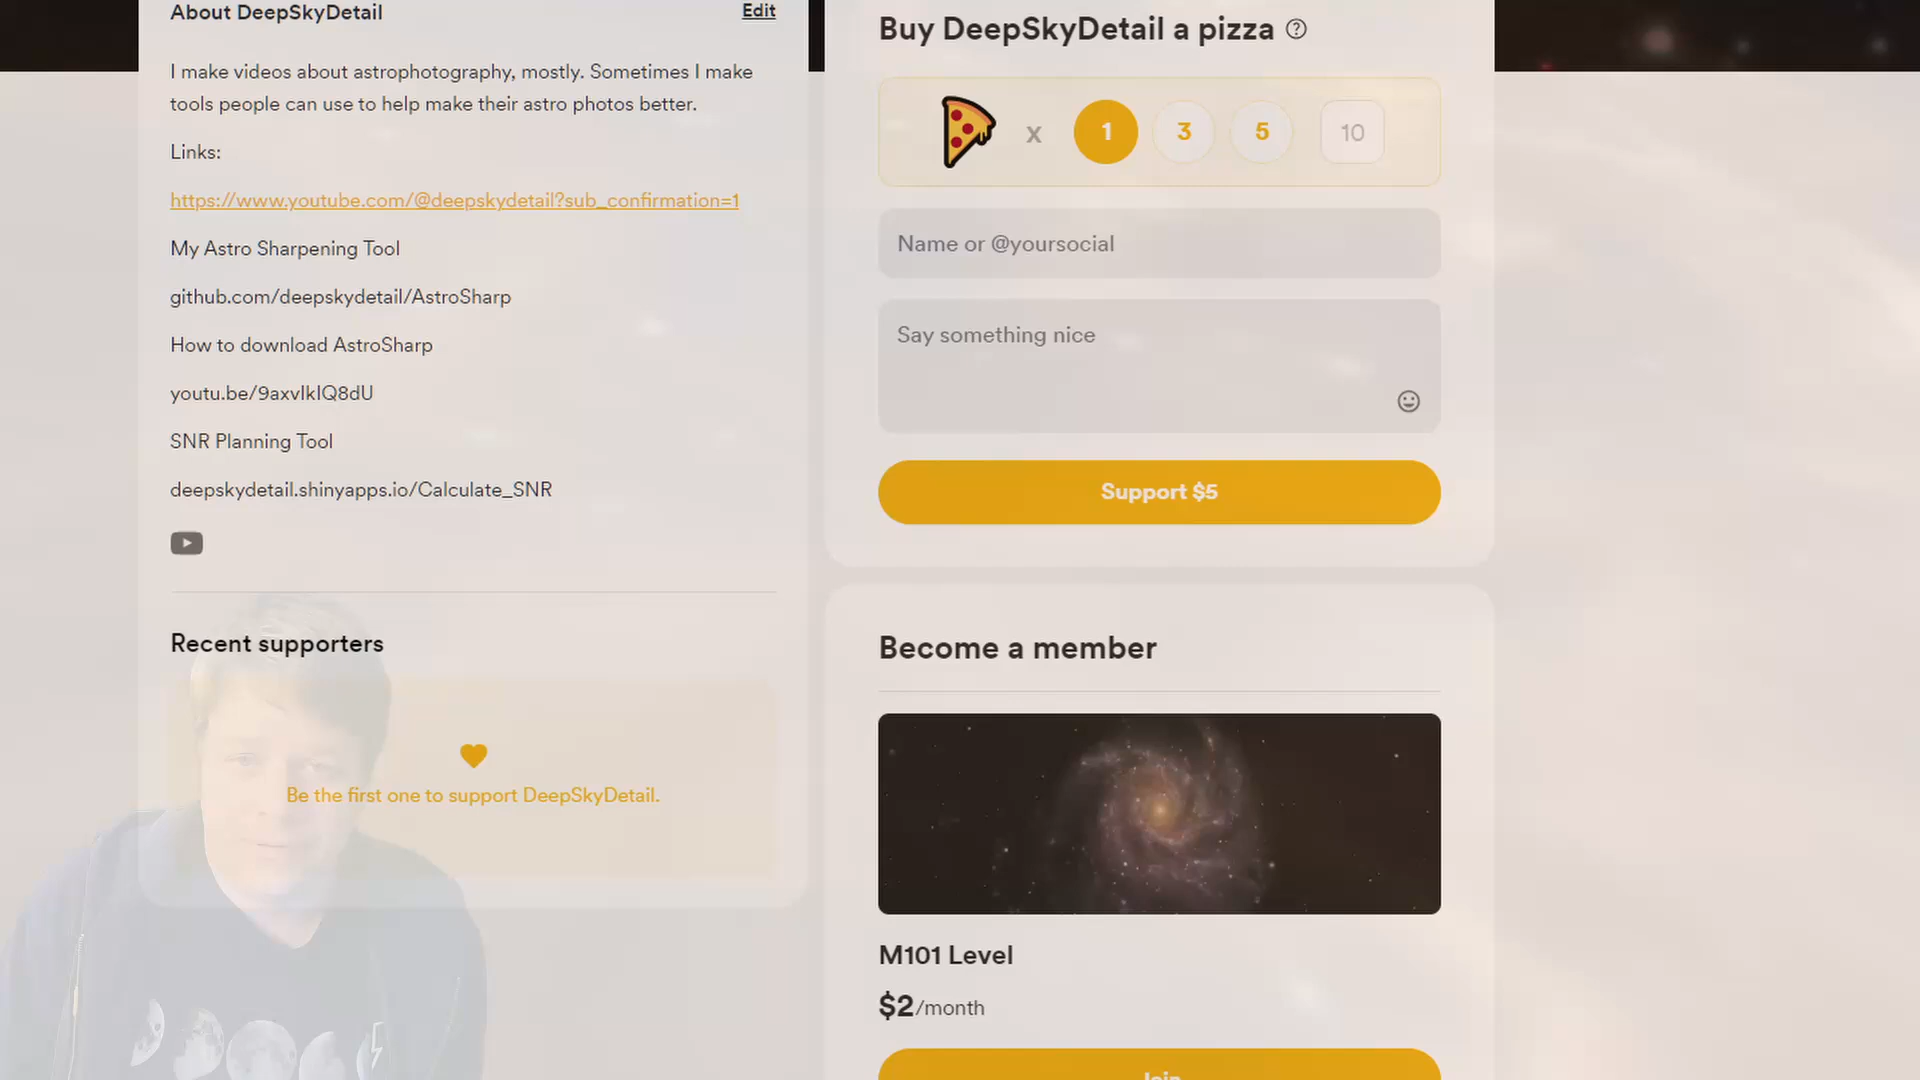 About DeepSkyDetail
Edit
I make videos about astrophotography, mostly. Sometimes I make
tools people can use to help make their astro photos better.
Links:
https://www.youtube.com/@deepskydetail?sub_confirmation=1
My Astro Sharpening Tool
github.com/deepskydetail/AstroSharp
How to download AstroSharp
youtu.be/9axvIkIQ8dU
SNR Planning Tool
deepskydetail.shinyapps.io/Calculate_SNR
Recent supporters
Be the first one to support DeepSkyDetail.
Buy DeepSkyDetail a pizza ?
x 1 3 5 10
Name or @yoursocial
Say something nice
Support $5
Become a member
M101 Level
$2/month
Join